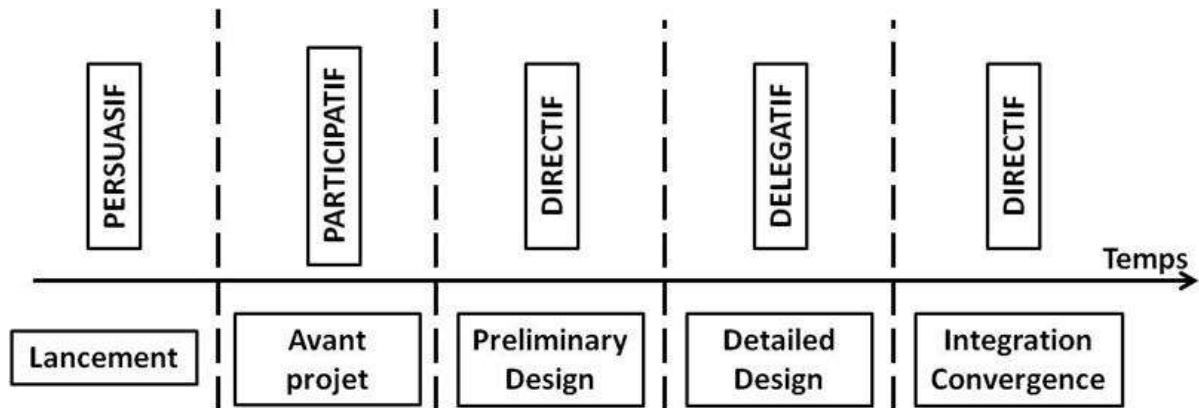 PERSUASIF
PARTICIPATIF
DIRECTIF
DELEGATIF
DIRECTIF
Temps
Lancement
Avant
projet
Preliminary
Design
Detailed
Design
Integration
Convergence